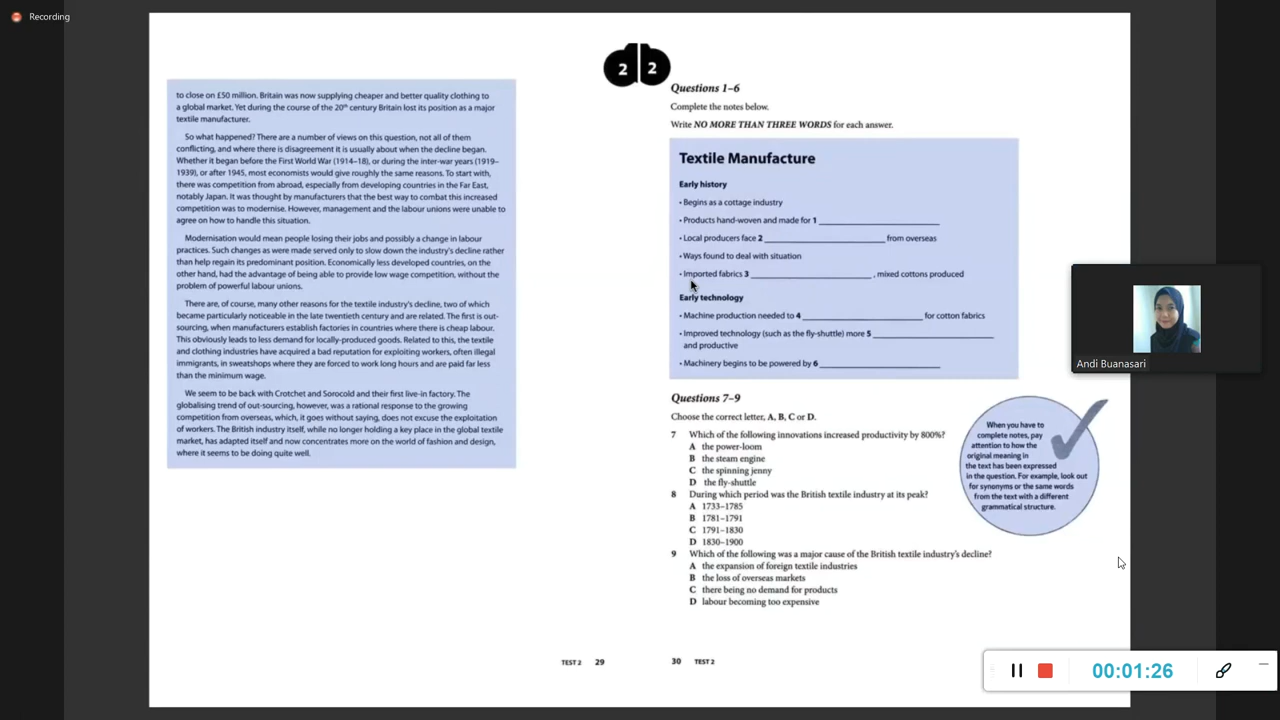 Recording
to close on £50 million. Britain was now supplying cheaper and better quality clothing to
a global market. Yet during the course of the 20th century Britain lost its position as a major
textile manufacturer.
So what happened? There are a number of views on this question, not all of them
conflicting, and where there is disagreement it is usually about when the decline began.
Whether it began before the First World War (1914–18), or during the inter-war years (1919–
1939), or after 1945, most economists would give roughly the same reasons. To start with,
there was competition from abroad, especially from developing countries in the Far East,
notably Japan. It was thought by manufacturers that the best way to combat this increased
competition was to modernise. However, management and the labour unions were unable to
agree on how to handle this situation.
Modernisation would mean people losing their jobs and possibly a change in labour
practices. Such changes as were made served only to slow down the industry's decline rather
than help regain its predominant position. Economically less developed countries, on the
other hand, had the advantage of being able to provide low wage competition, without the
problem of powerful labour unions.
There are, of course, many other reasons for the textile industry's decline, two of which
became particularly noticeable in the late twentieth century and are related. The first is out-
sourcing, when manufacturers establish factories in countries where there is cheap labour.
This obviously leads to less demand for locally-produced goods. Related to this, the textile
and clothing industries have acquired a bad reputation for exploiting workers, often illegal
immigrants, in sweatshops where they are forced to work long hours and are paid far less
than the minimum wage.
We seem to be back with Crotchet and Sorocold and their first live-in factory. The
globalising trend of out-sourcing, however, was a rational response to the growing
competition from overseas, which, it goes without saying, does not excuse the exploitation
of workers. The British industry itself, while no longer holding a key place in the global textile
market, has adapted itself and now concentrates more on the world of fashion and design,
where it seems to be doing quite well.
TEST 2 29
2 2
Questions 1–6
Complete the notes below.
Write NO MORE THAN THREE WORDS for each answer.
Textile Manufacture
Early history
• Begins as a cottage industry
• Products hand-woven and made for 1 ____
• Local producers face 2 ____ from overseas
• Ways found to deal with situation
• Imported fabrics 3 ____, mixed cottons produced
Early technology
• Machine production needed to 4 ____ for cotton fabrics
• Improved technology (such as the fly-shuttle) more 5 ____
and productive
• Machinery begins to be powered by 6 ____
Questions 7–9
Choose the correct letter, A, B, C or D.
7 Which of the following innovations increased productivity by 800%?
A the power-loom
B the steam engine
C the spinning jenny
D the fly-shuttle
8 During which period was the British textile industry at its peak?
A 1733–1785
B 1781–1791
C 1791–1830
D 1830–1900
9 Which of the following was a major cause of the British textile industry's decline?
A the expansion of foreign textile industries
B the loss of overseas markets
C there being no demand for products
D labour becoming too expensive
When you have to
complete notes, pay
attention to how the
original meaning in
the text has been expressed
in the question. For example, look out
for synonyms or the same words
from the text with a different
grammatical structure.
30 TEST 2
Andi Buanasari
00:01:26